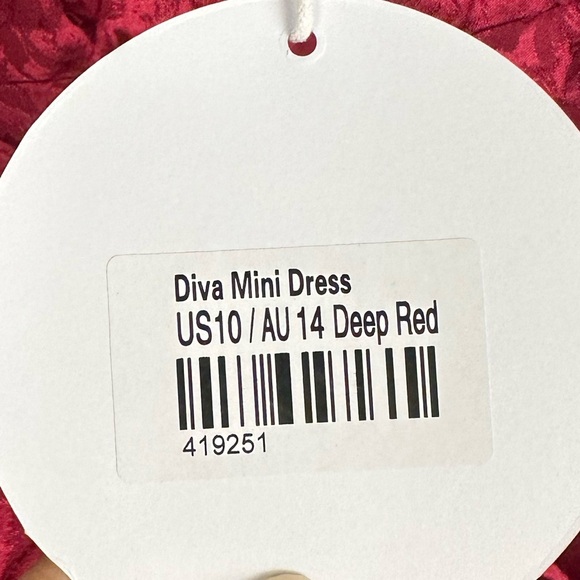 Diva Mini Dress
US10 / AU 14 Deep Red
419251